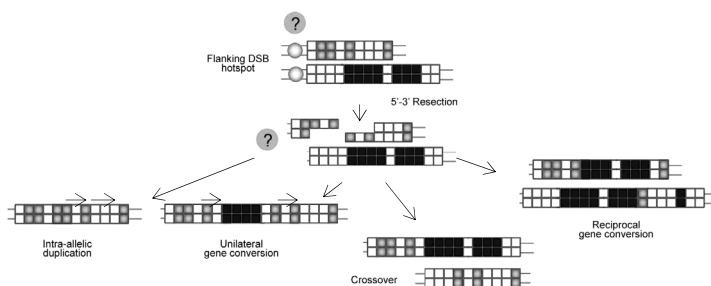 ?
Flanking DSB
hotspot
5'-3' Resection
?
Intra-allelic
duplication
Unilateral
gene conversion
Crossover
Reciprocal
gene conversion